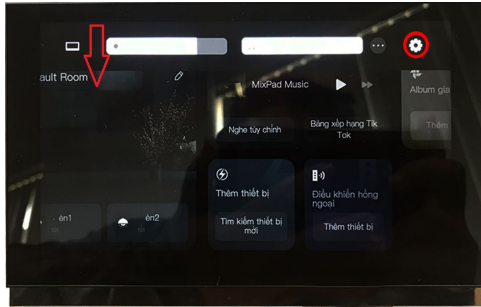 ault Room
MixPad Music
Album gia
Nghe tùy chỉnh
Bảng xếp hạng Tik
Tok
Thêm
Thêm thiết bị
Điều khiển hồng
ngoại
èn1
èn2
Tìm kiếm thiết bị
mới
Thêm thiết bị